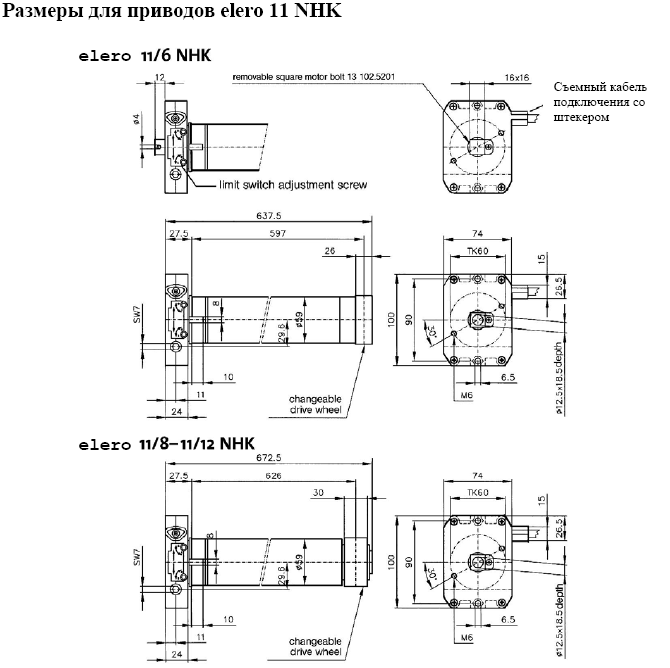 Размеры для приводов elero 11 NHK
elero 11/6 NHK
12
removable square motor bolt 13 102.5201
16x16
Съемный кабель
подключения со
штекером
ø4
limit switch adjustment screw
637.5
27.5
597
26
74
TK60
15
26.5
SW7
8
ø59
29.6
100
90
30°
10
11
24
changeable
drive wheel
6.5
M6
ø12.5x18.5depth
elero 11/8–11/12 NHK
672.5
27.5
626
30
74
TK60
15
26.5
SW7
8
ø59
29.6
100
90
30°
10
11
24
changeable
drive wheel
6.5
M6
ø12.5x18.5depth